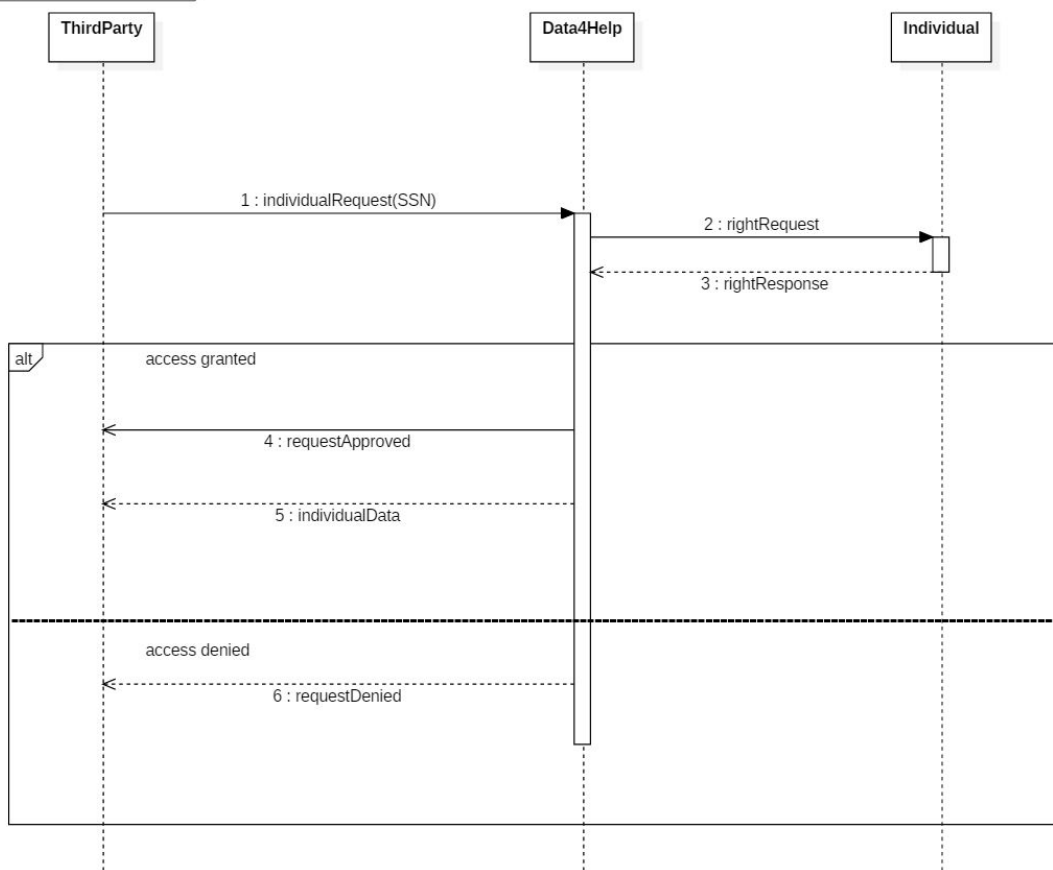 ThirdParty
Data4Help
Individual
1 : individualRequest(SSN)
2 : rightRequest
3 : rightResponse
alt
access granted
4 : requestApproved
5 : individualData
access denied
6 : requestDenied